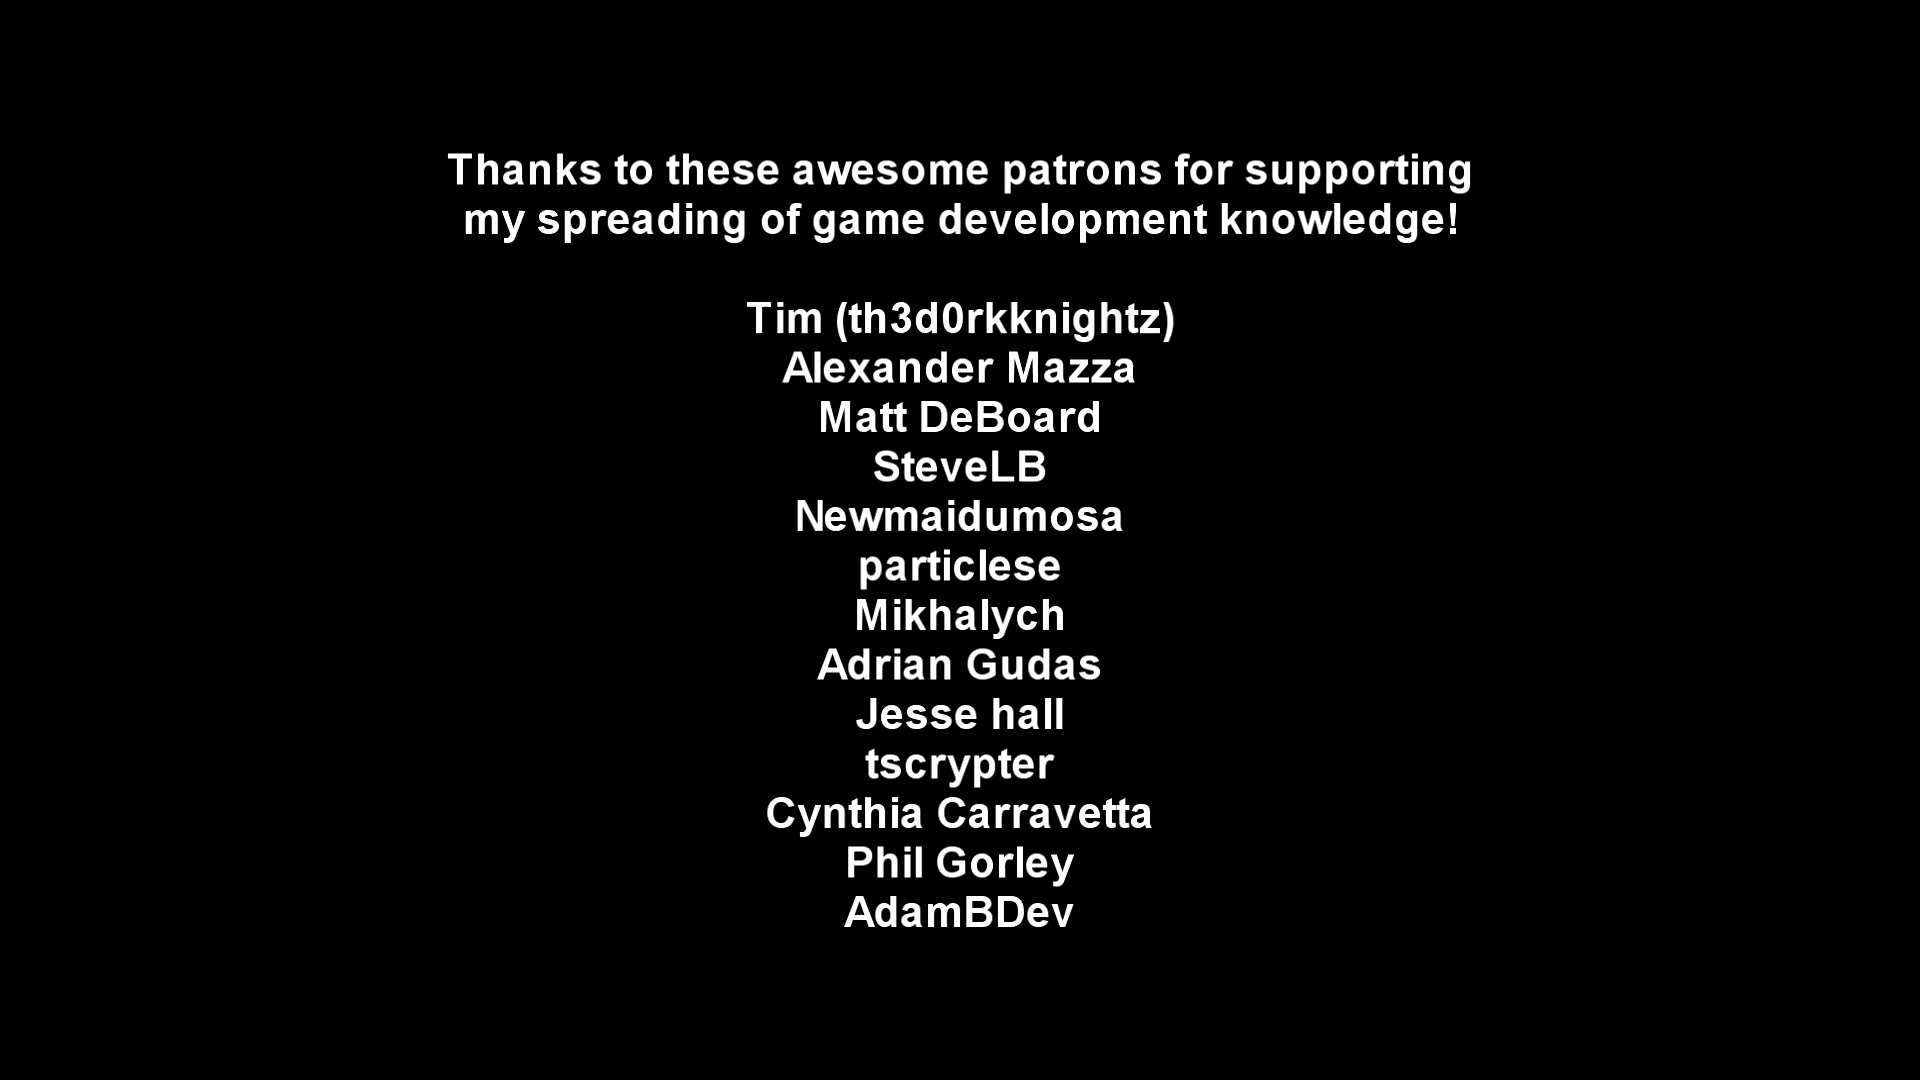 Thanks to these awesome patrons for supporting
my spreading of game development knowledge!
Tim (th3d0rkknightz)
Alexander Mazza
Matt DeBoard
SteveLB
Newmaidumosa
particlese
Mikhalych
Adrian Gudas
Jesse hall
tscrypter
Cynthia Carravetta
Phil Gorley
AdamBDev